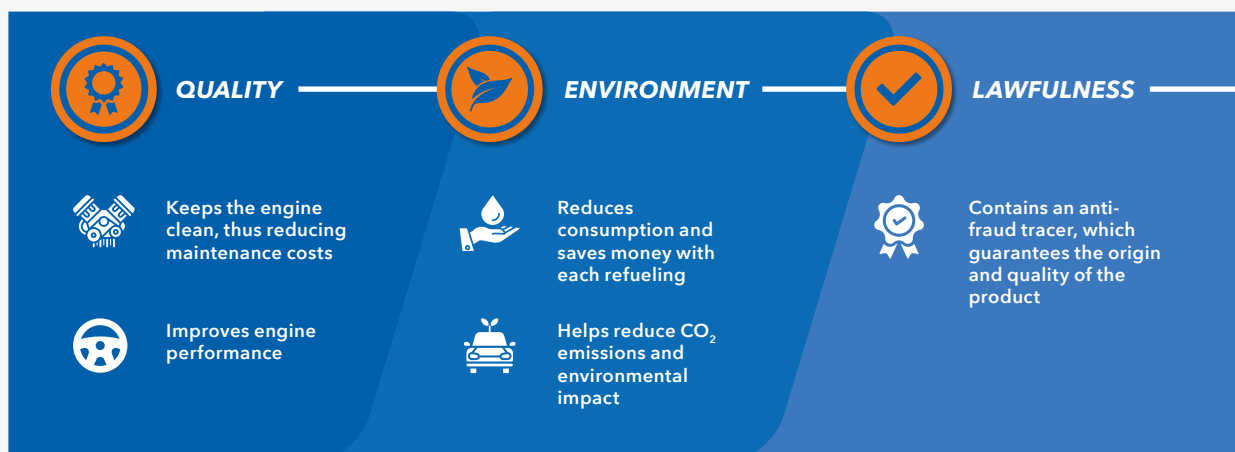 QUALITY
Keeps the engine
clean, thus reducing
maintenance costs
Improves engine
performance
ENVIRONMENT
Reduces
consumption and
saves money with
each refueling
Helps reduce CO₂
emissions and
environmental
impact
LAWFULNESS
Contains an anti-
fraud tracer, which
guarantees the origin
and quality of the
product